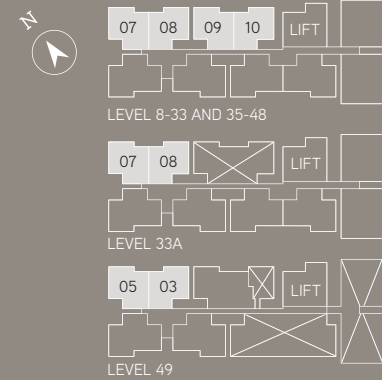 N
07 08 09 10 LIFT
LEVEL 8-33 AND 35-48
07 08 LIFT
LEVEL 33A
05 03 LIFT
LEVEL 49